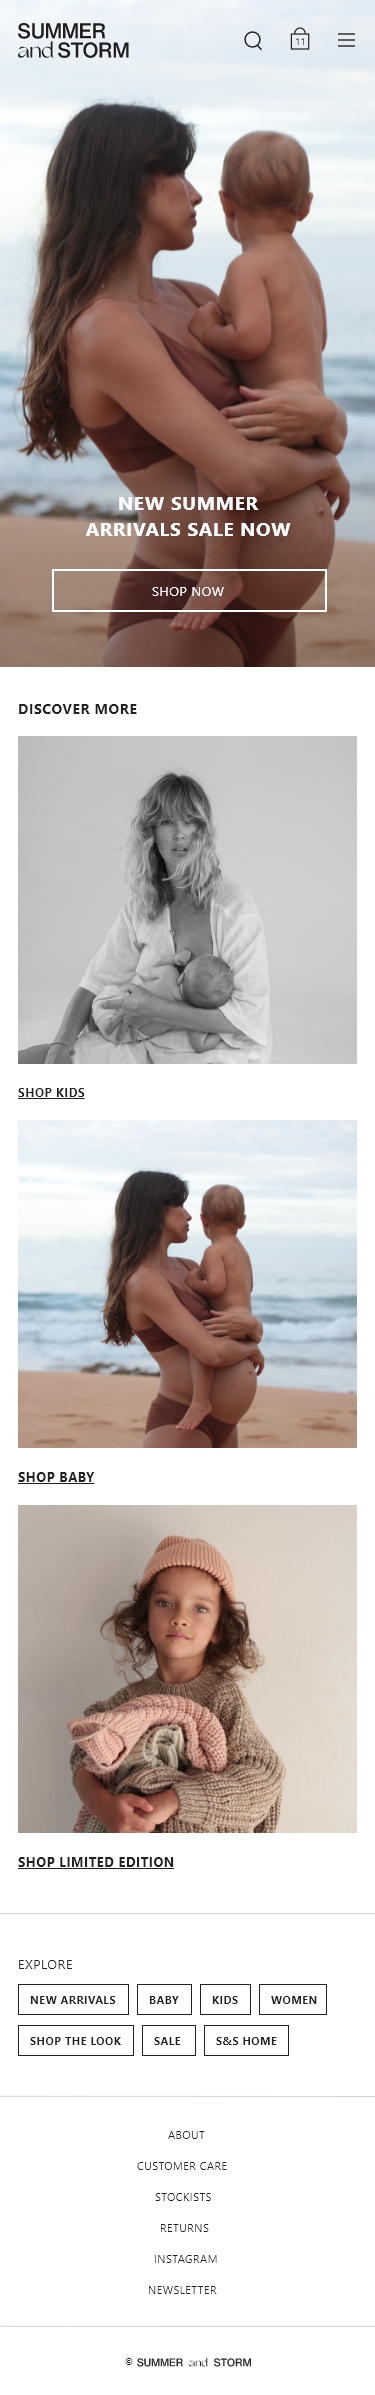 SUMMER
and STORM
11
NEW SUMMER
ARRIVALS SALE NOW
SHOP NOW
DISCOVER MORE
SHOP KIDS
SHOP BABY
SHOP LIMITED EDITION
EXPLORE
NEW ARRIVALS BABY KIDS WOMEN
SHOP THE LOOK SALE S&S HOME
ABOUT
CUSTOMER CARE
STOCKISTS
RETURNS
INSTAGRAM
NEWSLETTER
© SUMMER and STORM